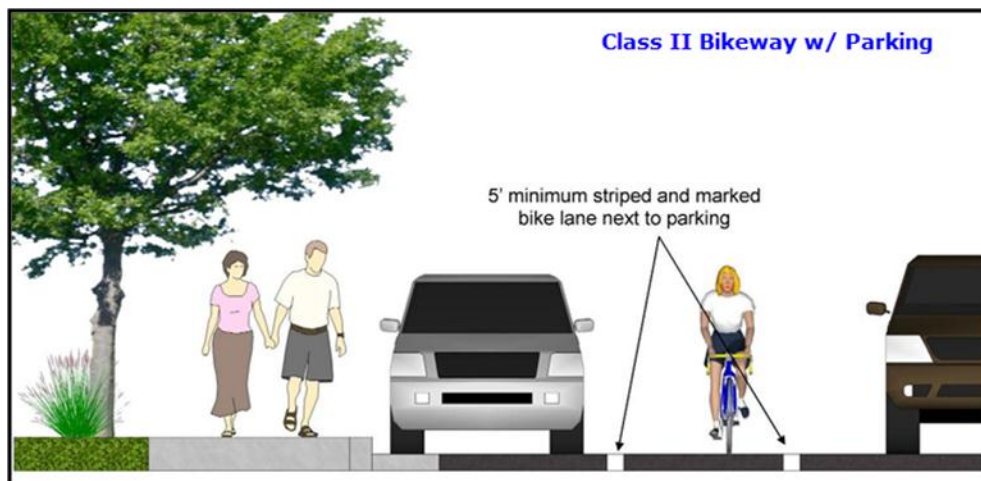 Class II Bikeway w/ Parking
5' minimum striped and marked
bike lane next to parking